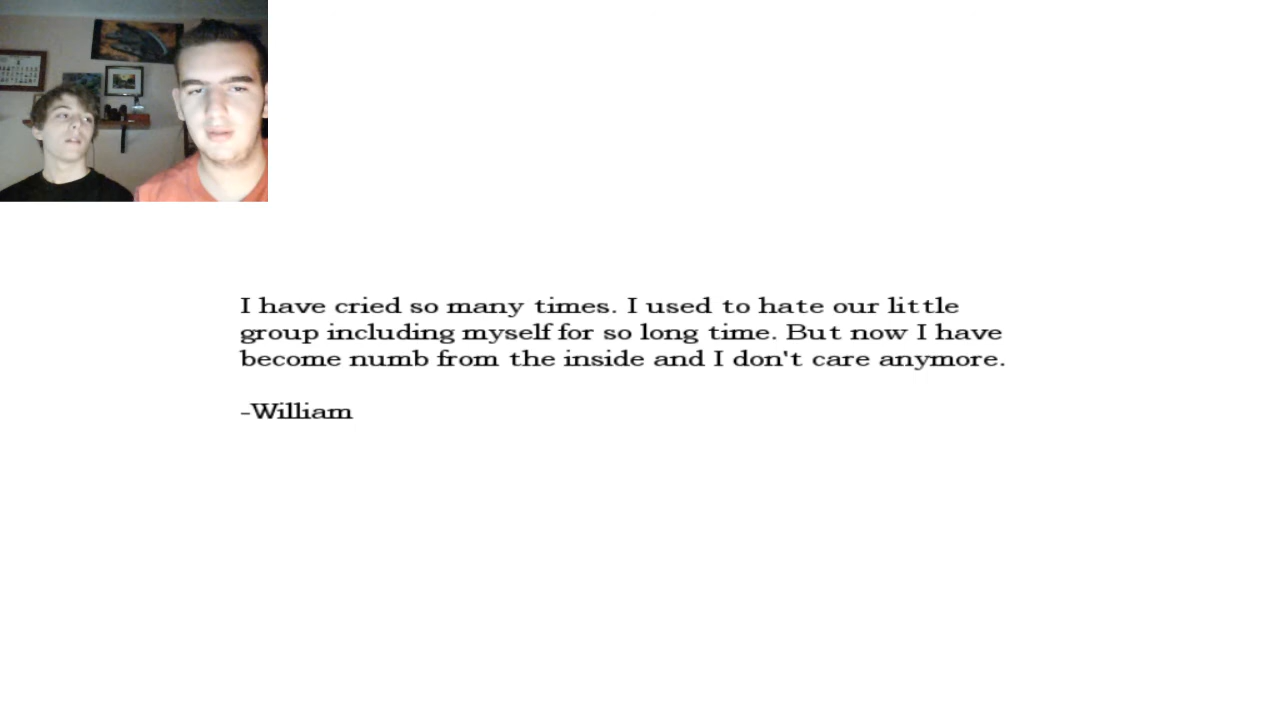 I have cried so many times. I used to hate our little
group including myself for so long time. But now I have
become numb from the inside and I don't care anymore.
-William